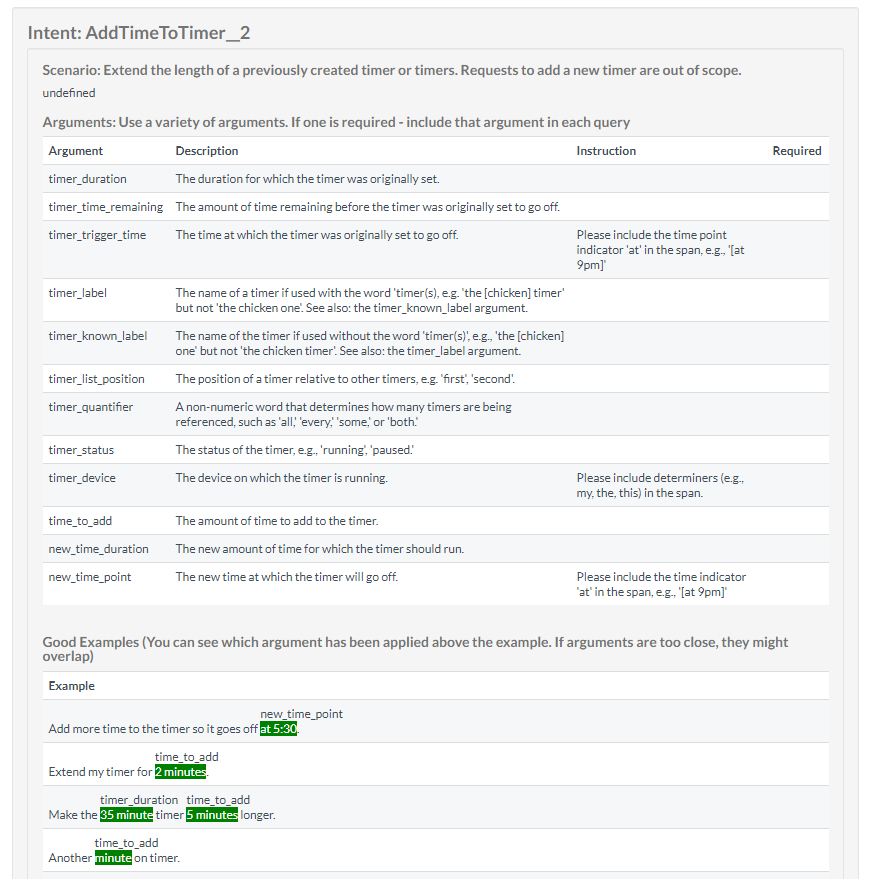 Intent: AddTimeToTimer__2
Scenario: Extend the length of a previously created timer or timers. Requests to add a new timer are out of scope.
undefined
Arguments: Use a variety of arguments. If one is required - include that argument in each query
Argument Description Instruction Required
timer_duration The duration for which the timer was originally set.
timer_time_remaining The amount of time remaining before the timer was originally set to go off.
timer_trigger_time The time at which the timer was originally set to go off. Please include the time point
indicator 'at' in the span, e.g., '[at
9pm]'
timer_label The name of a timer if used with the word 'timer(s), e.g. 'the [chicken] timer'
but not 'the chicken one'. See also: the timer_known_label argument.
timer_known_label The name of the timer if used without the word 'timer(s)', e.g., 'the [chicken]
one' but not 'the chicken timer'. See also: the timer_label argument.
timer_list_position The position of a timer relative to other timers, e.g. 'first', 'second'.
timer_quantifier A non-numeric word that determines how many timers are being
referenced, such as 'all,' 'every,' 'some,' or 'both.'
timer_status The status of the timer, e.g., 'running', 'paused.'
timer_device The device on which the timer is running. Please include determiners (e.g.,
my, the, this) in the span.
time_to_add The amount of time to add to the timer.
new_time_duration The new amount of time for which the timer should run.
new_time_point The new time at which the timer will go off. Please include the time indicator
'at' in the span, e.g., '[at 9pm]'
Good Examples (You can see which argument has been applied above the example. If arguments are too close, they might
overlap)
Example
new_time_point
Add more time to the timer so it goes off at 5:30.
time_to_add
Extend my timer for 2 minutes.
timer_duration time_to_add
Make the 35 minute timer 5 minutes longer.
time_to_add
Another minute on timer.